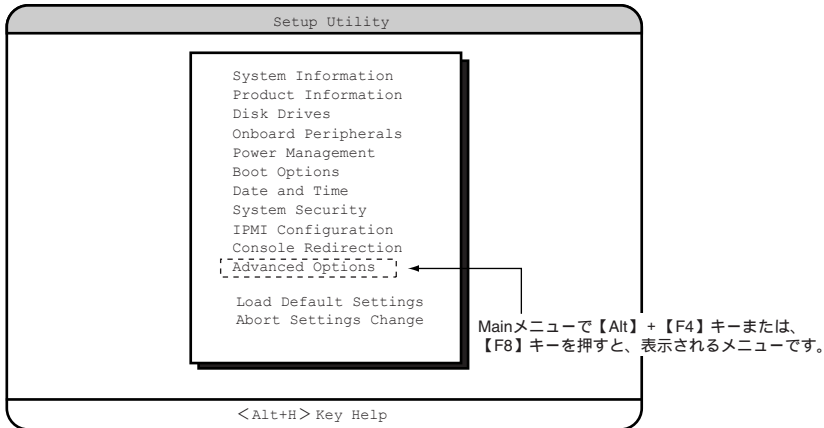 Setup Utility
System Information
Product Information
Disk Drives
Onboard Peripherals
Power Management
Boot Options
Date and Time
System Security
IPMI Configuration
Console Redirection
Advanced Options
Load Default Settings
Abort Settings Change
Mainメニューで【Alt】+【F4】キーまたは、
【F8】キーを押すと、表示されるメニューです。
＜Alt+H＞Key Help